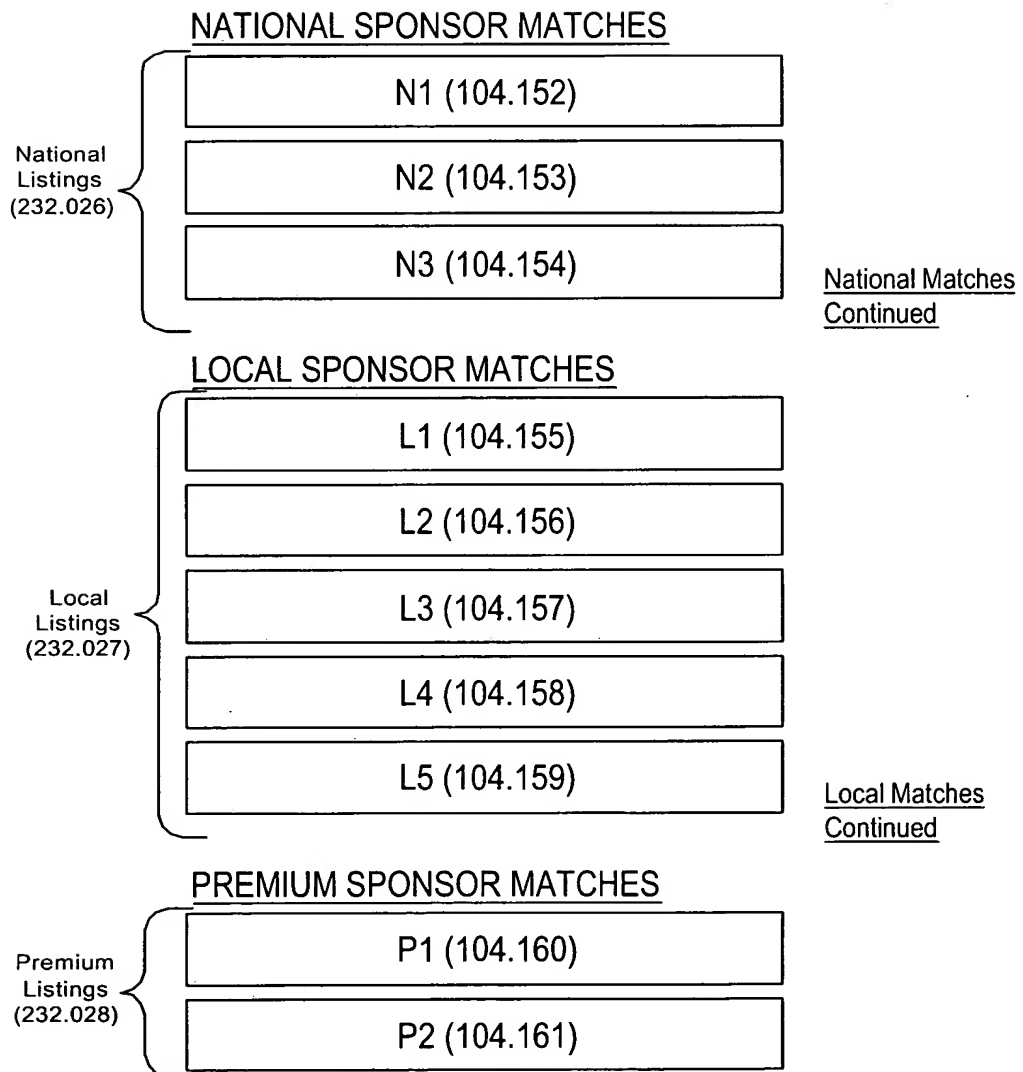 NATIONAL SPONSOR MATCHES
N1 (104.152)
National
Listings
(232.026)
N2 (104.153)
N3 (104.154)
National Matches
Continued
LOCAL SPONSOR MATCHES
L1 (104.155)
L2 (104.156)
Local
Listings
(232.027)
L3 (104.157)
L4 (104.158)
L5 (104.159)
Local Matches
Continued
PREMIUM SPONSOR MATCHES
P1 (104.160)
Premium
Listings
(232.028)
P2 (104.161)